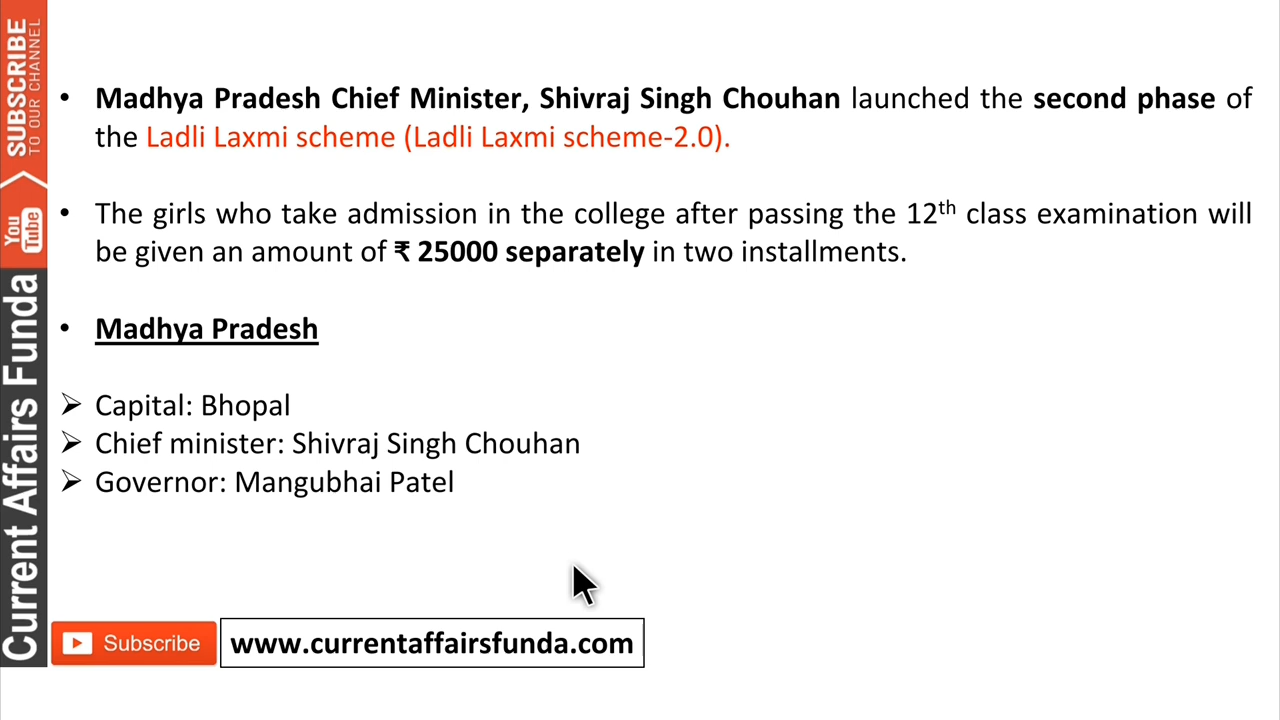 SUBSCRIBE
TO OUR CHANNEL
You
Tube
Current Affairs Funda
• Madhya Pradesh Chief Minister, Shivraj Singh Chouhan launched the second phase of
the Ladli Laxmi scheme (Ladli Laxmi scheme-2.0).
• The girls who take admission in the college after passing the 12th class examination will
be given an amount of ₹ 25000 separately in two installments.
• Madhya Pradesh
➢ Capital: Bhopal
➢ Chief minister: Shivraj Singh Chouhan
➢ Governor: Mangubhai Patel
Subscribe
www.currentaffairsfunda.com